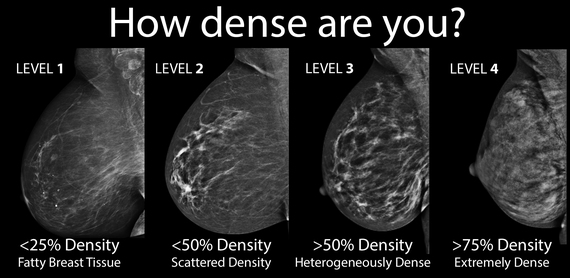 How dense are you?
LEVEL 1
LEVEL 2
LEVEL 3
LEVEL 4
<25% Density
Fatty Breast Tissue
<50% Density
Scattered Density
>50% Density
Heterogeneously Dense
>75% Density
Extremely Dense